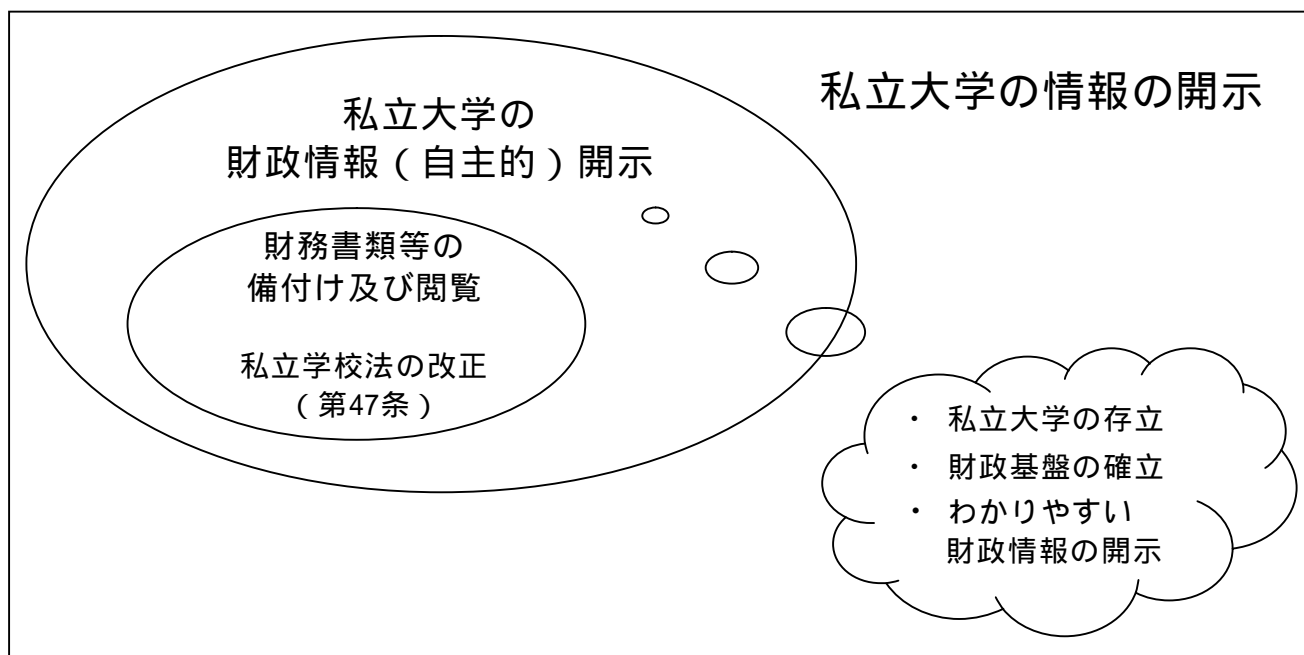 私立大学の情報の開示
私立大学の
財政情報（自主的）開示
財務書類等の
備付け及び閲覧
私立学校法の改正
（第47条）
・ 私立大学の存立
・ 財政基盤の確立
・ わかりやすい
財政情報の開示